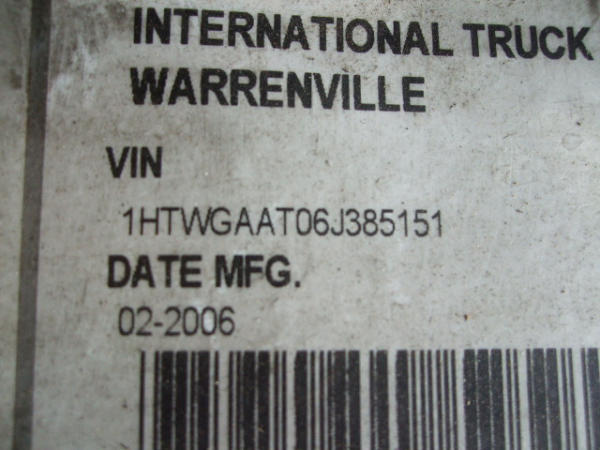 INTERNATIONAL TRUCK
WARRENVILLE
VIN
1HTWGAAT06J385151
DATE MFG.
02-2006